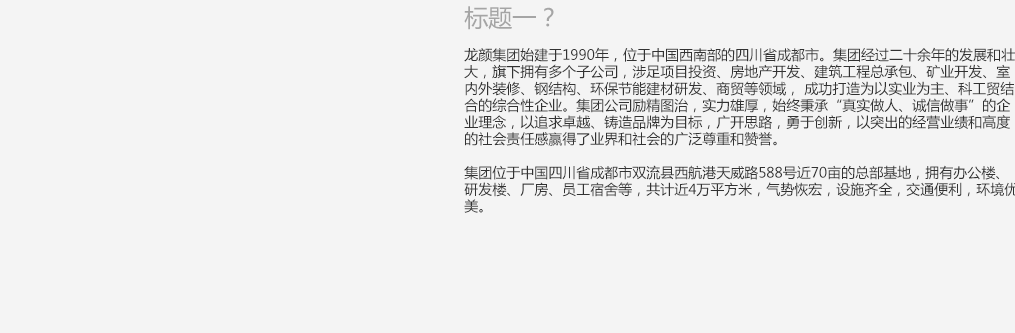 标题一？
龙颜集团始建于1990年，位于中国西南部的四川省成都市。集团经过二十余年的发展和壮
大，旗下拥有多个子公司，涉足项目投资、房地产开发、建筑工程总承包、矿业开发、室
内外装修、钢结构、环保节能建材研发、商贸等领域， 成功打造为以实业为主、科工贸结
合的综合性企业。集团公司励精图治，实力雄厚，始终秉承“真实做人、诚信做事”的企
业理念，以追求卓越、铸造品牌为目标，广开思路，勇于创新，以突出的经营业绩和高度
的社会责任感赢得了业界和社会的广泛尊重和赞誉。
集团位于中国四川省成都市双流县西航港天威路588号近70亩的总部基地，拥有办公楼、
研发楼、厂房、员工宿舍等，共计近4万平方米，气势恢宏，设施齐全，交通便利，环境优
美。